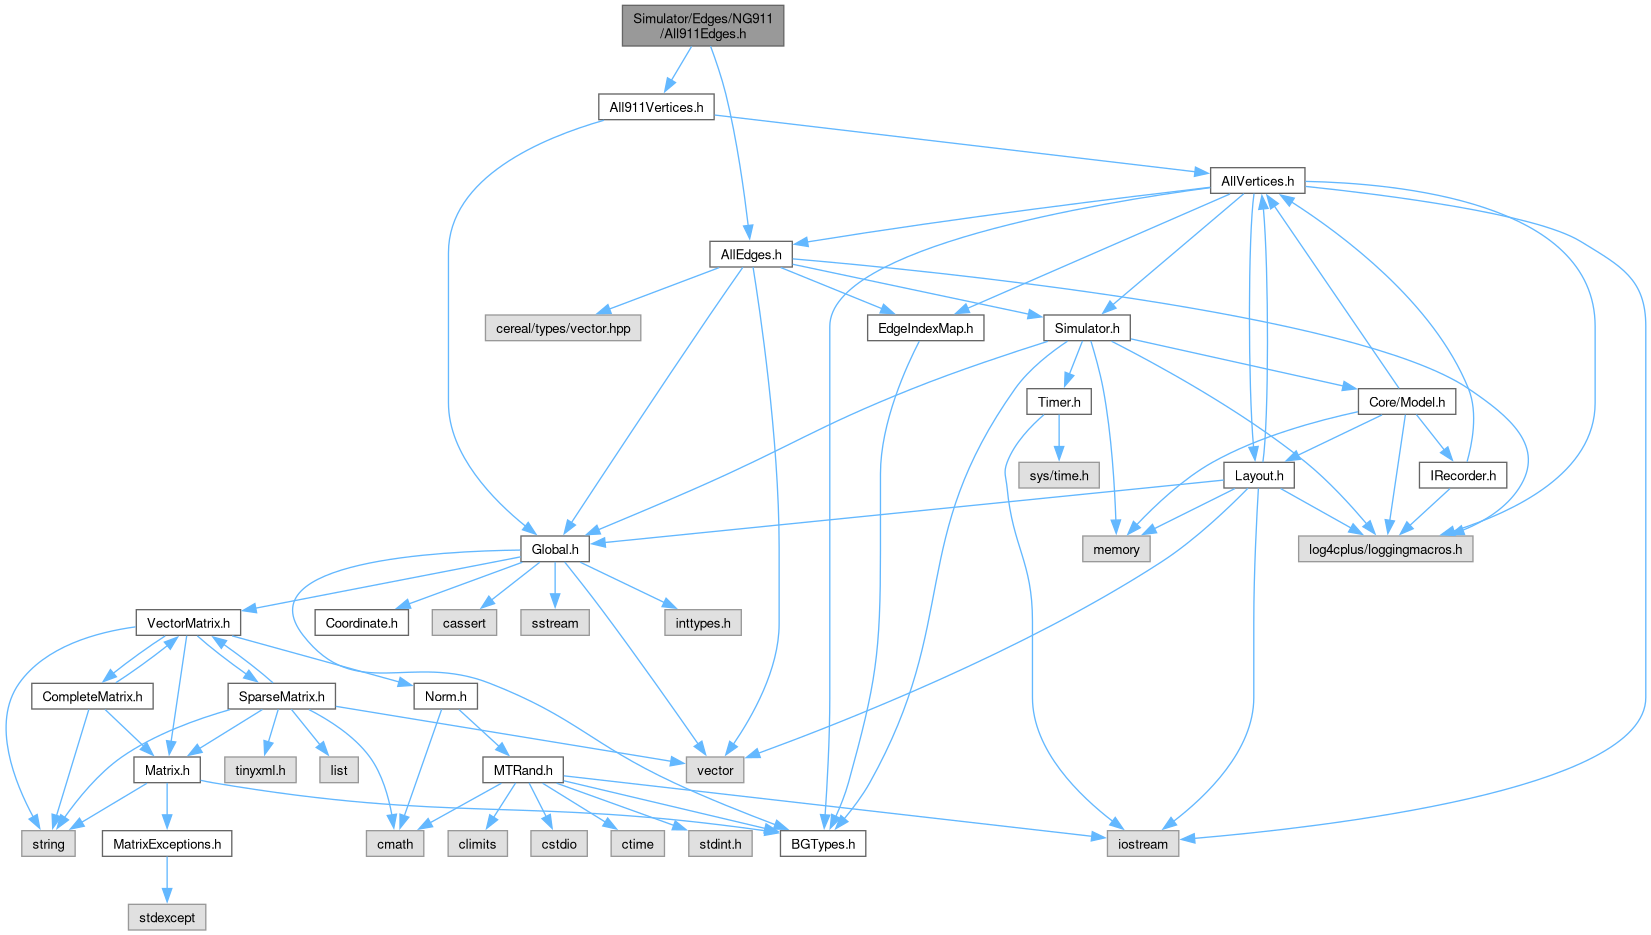 Simulator/Edges/NG911
/All911Edges.h
All911Vertices.h
AllVertices.h
AllEdges.h
cereal/types/vector.hpp
EdgeIndexMap.h
Simulator.h
Timer.h
Core/Model.h
sys/time.h
Layout.h
IRecorder.h
Global.h
memory
log4cplus/loggingmacros.h
VectorMatrix.h
Coordinate.h
cassert
sstream
inttypes.h
CompleteMatrix.h
SparseMatrix.h
Norm.h
Matrix.h
tinyxml.h
list
MTRand.h
vector
string
MatrixExceptions.h
cmath
climits
cstdio
ctime
stdint.h
BGTypes.h
iostream
stdexcept